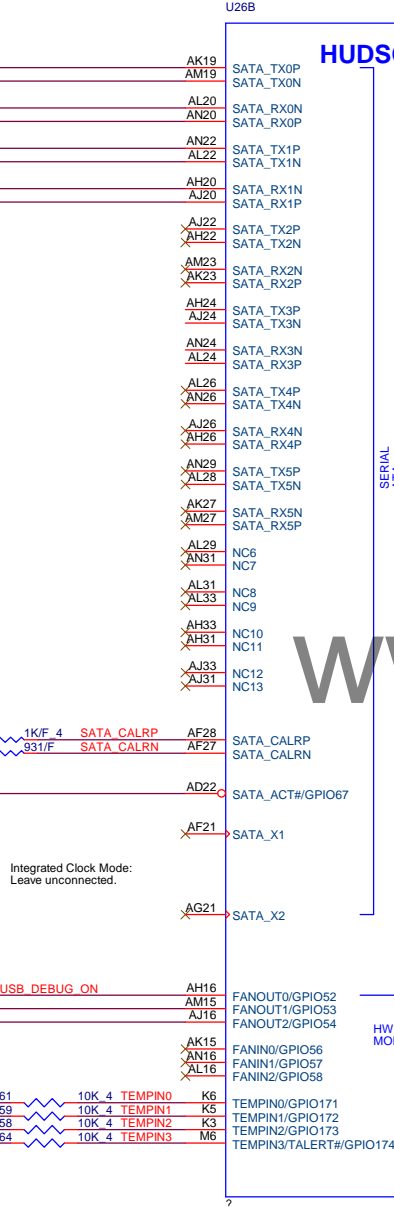 U26B
HUDS
AK19 SATA_TX0P
AM19 SATA_TX0N
AL20 SATA_RX0N
AN20 SATA_RX0P
AN22 SATA_TX1P
AL22 SATA_TX1N
AH20 SATA_RX1N
AJ20 SATA_RX1P
AJ22 SATA_TX2P
AH22 SATA_TX2N
AM23 SATA_RX2N
AK23 SATA_RX2P
AH24 SATA_TX3P
AJ24 SATA_TX3N
AN24 SATA_RX3N
AL24 SATA_RX3P
AL26 SATA_TX4P
AN26 SATA_TX4N
AJ26 SATA_RX4N
AH26 SATA_RX4P
AN29 SATA_TX5P
AL28 SATA_TX5N
SERIAL
AK27 SATA_RX5N
AM27 SATA_RX5P
AL29 NC6
AN31 NC7
AL31 NC8
AL33 NC9
AH33 NC10
AH31 NC11
AJ33 NC12
AJ31 NC13
1K/F_4 SATA_CALRP AF28 SATA_CALRP
931/F SATA_CALRN AF27 SATA_CALRN
AD22 SATA_ACT#/GPIO67
AF21 SATA_X1
Integrated Clock Mode:
Leave unconnected.
AG21 SATA_X2
USB_DEBUG_ON AH16 FANOUT0/GPIO52
AM15 FANOUT1/GPIO53
AJ16 FANOUT2/GPIO54
HW
AK15 FANIN0/GPIO56
AN16 FANIN1/GPIO57
AL16 FANIN2/GPIO58
61 10K_4 TEMPIN0 K6 TEMPIN0/GPIO171
59 10K_4 TEMPIN1 K5 TEMPIN1/GPIO172
58 10K_4 TEMPIN2 K3 TEMPIN2/GPIO173
64 10K_4 TEMPIN3 M6 TEMPIN3/TALERT#/GPIO174
?